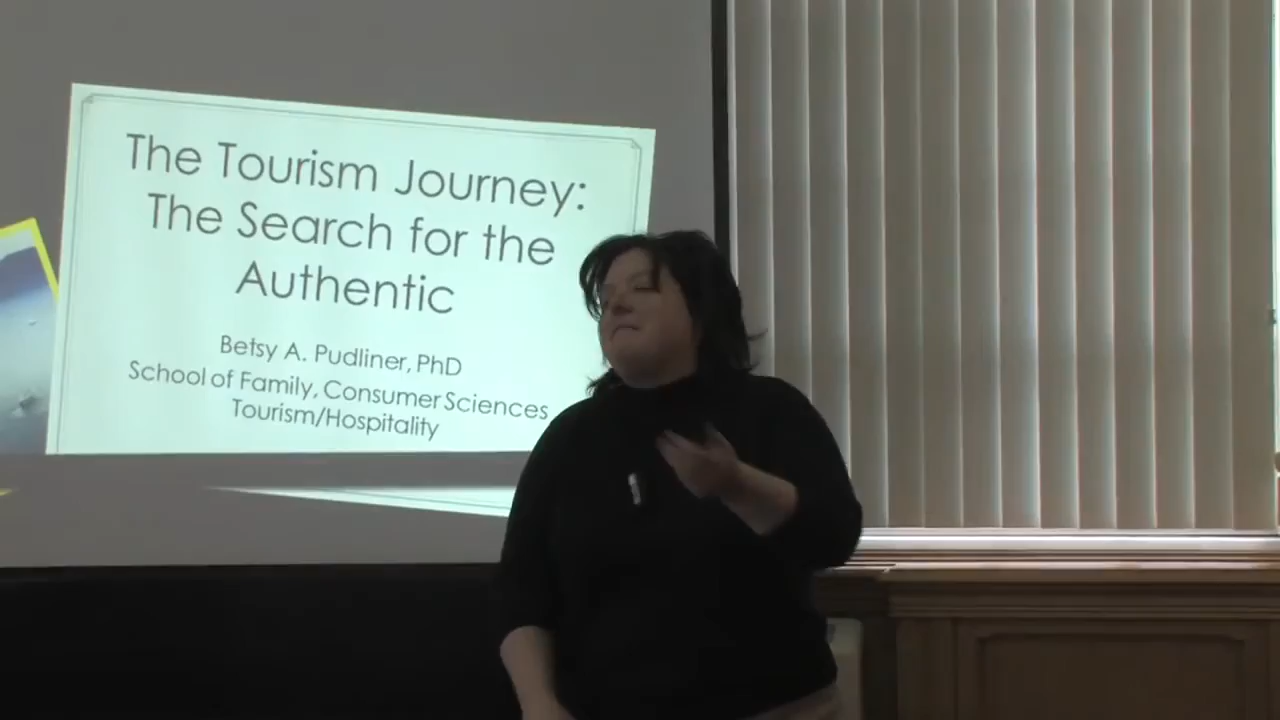 The Tourism Journey:
The Search for the
Authentic
Betsy A. Pudliner, PhD
School of Family, Consumer Sciences
Tourism/Hospitality